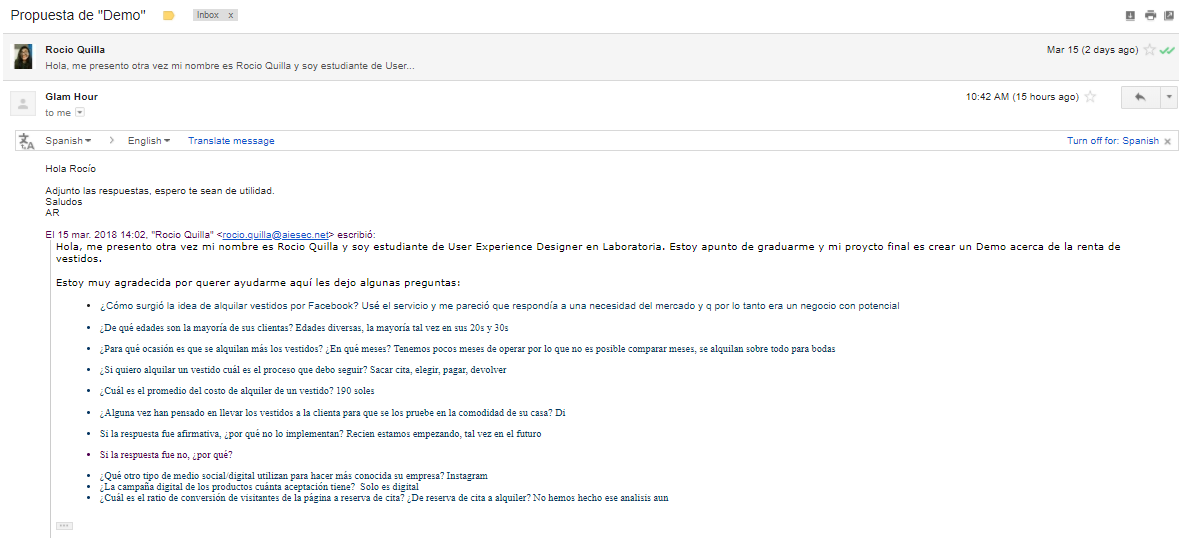 Propuesta de "Demo"
Inbox x
Rocio Quilla
Mar 15 (2 days ago)
Hola, me presento otra vez mi nombre es Rocio Quilla y soy estudiante de User...
Glam Hour
10:42 AM (15 hours ago)
to me
Spanish > English Translate message
Turn off for: Spanish x
Hola Rocío
Adjunto las respuestas, espero te sean de utilidad.
Saludos
AR
El 15 mar. 2018 14:02, "Rocio Quilla" <rocio.quilla@aiesec.net> escribió:
Hola, me presento otra vez mi nombre es Rocio Quilla y soy estudiante de User Experience Designer en Laboratoria. Estoy apunto de graduarme y mi proycto final es crear un Demo acerca de la renta de
vestidos.
Estoy muy agradecida por querer ayudarme aquí les dejo algunas preguntas:
• ¿Cómo surgió la idea de alquilar vestidos por Facebook? Usé el servicio y me pareció que respondía a una necesidad del mercado y q por lo tanto era un negocio con potencial
• ¿De qué edades son la mayoría de sus clientas? Edades diversas, la mayoría tal vez en sus 20s y 30s
• ¿Para qué ocasión es que se alquilan más los vestidos? ¿En qué meses? Tenemos pocos meses de operar por lo que no es posible comparar meses, se alquilan sobre todo para bodas
• ¿Si quiero alquilar un vestido cuál es el proceso que debo seguir? Sacar cita, elegir, pagar, devolver
• ¿Cuál es el promedio del costo de alquiler de un vestido? 190 soles
• ¿Alguna vez han pensado en llevar los vestidos a la clienta para que se los pruebe en la comodidad de su casa? Di
• Si la respuesta fue afirmativa, ¿por qué no lo implementan? Recien estamos empezando, tal vez en el futuro
• Si la respuesta fue no, ¿por qué?
• ¿Qué otro tipo de medio social/digital utilizan para hacer más conocida su empresa? Instagram
• ¿La campaña digital de los productos cuánta aceptación tiene? Solo es digital
• ¿Cuál es el ratio de conversión de visitantes de la página a reserva de cita? ¿De reserva de cita a alquiler? No hemos hecho ese analisis aun